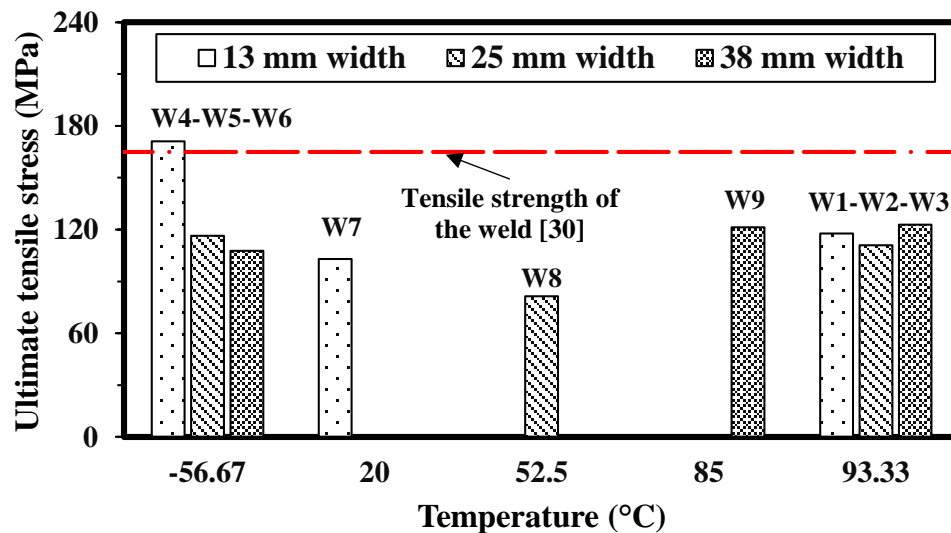 240
13 mm width 25 mm width 38 mm width
W4-W5-W6
180
Tensile strength of
the weld [30]
W9
W1-W2-W3
W7
120
W8
60
0
-56.67 20 52.5 85 93.33
Temperature (°C)
Ultimate tensile stress (MPa)